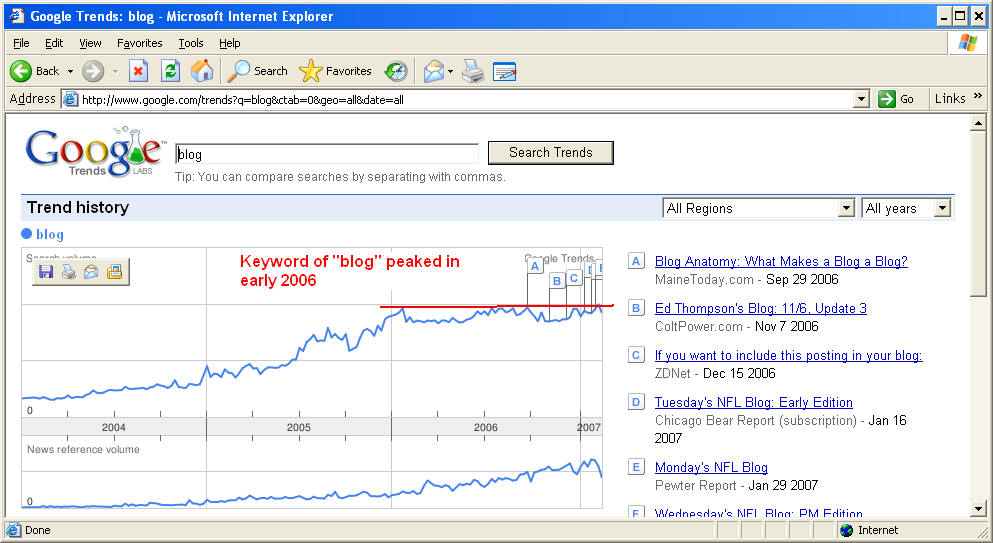 Google Trends: blog - Microsoft Internet Explorer
File Edit View Favorites Tools Help
Back Search Favorites
Address http://www.google.com/trends?q=blog&ctab=0&geo=all&date=all Go Links »
Google™
Trends LABS
blog Search Trends
Tip: You can compare searches by separating with commas.
Trend history All Regions All years
blog
Search volume Google Trends
Keyword of "blog" peaked in
early 2006
A
B
C
0
2004 2005 2006 2007
News reference volume
0
A Blog Anatomy: What Makes a Blog a Blog?
MaineToday.com - Sep 29 2006
B Ed Thompson's Blog: 11/6, Update 3
ColtPower.com - Nov 7 2006
C If you want to include this posting in your blog:
ZDNet - Dec 15 2006
D Tuesday's NFL Blog: Early Edition
Chicago Bear Report (subscription) - Jan 16
2007
E Monday's NFL Blog
Pewter Report - Jan 29 2007
F Wednesday's NFL Blog: PM Edition
Done Internet